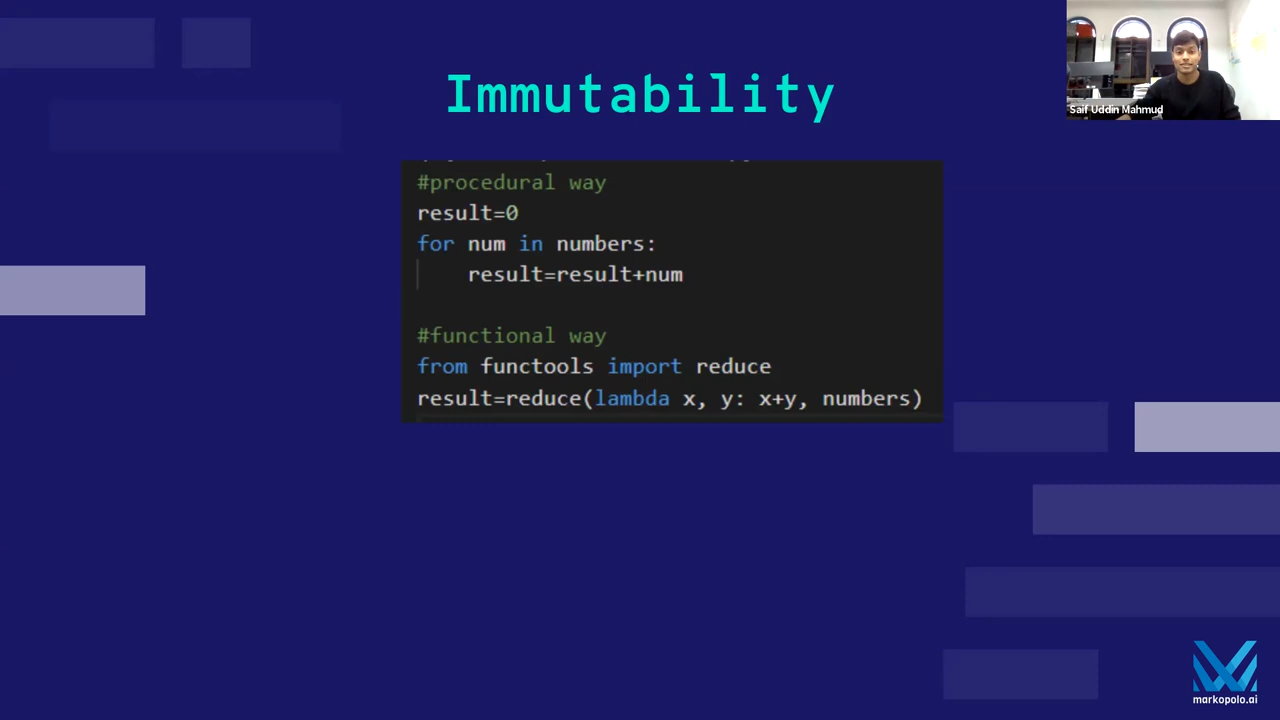 Immutability
Saif Uddin Mahmud
#procedural way
result=0
for num in numbers:
    result=result+num
#functional way
from functools import reduce
result=reduce(lambda x, y: x+y, numbers)
markopolo.ai